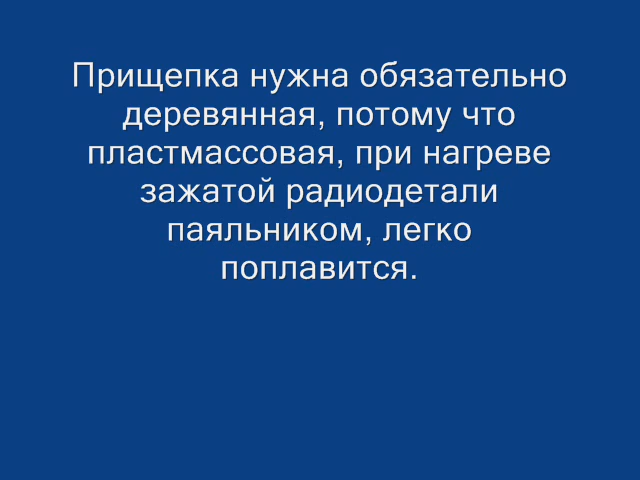 Прищепка нужна обязательно
деревянная, потому что
пластмассовая, при нагреве
зажатой радиодетали
паяльником, легко
поплавится.